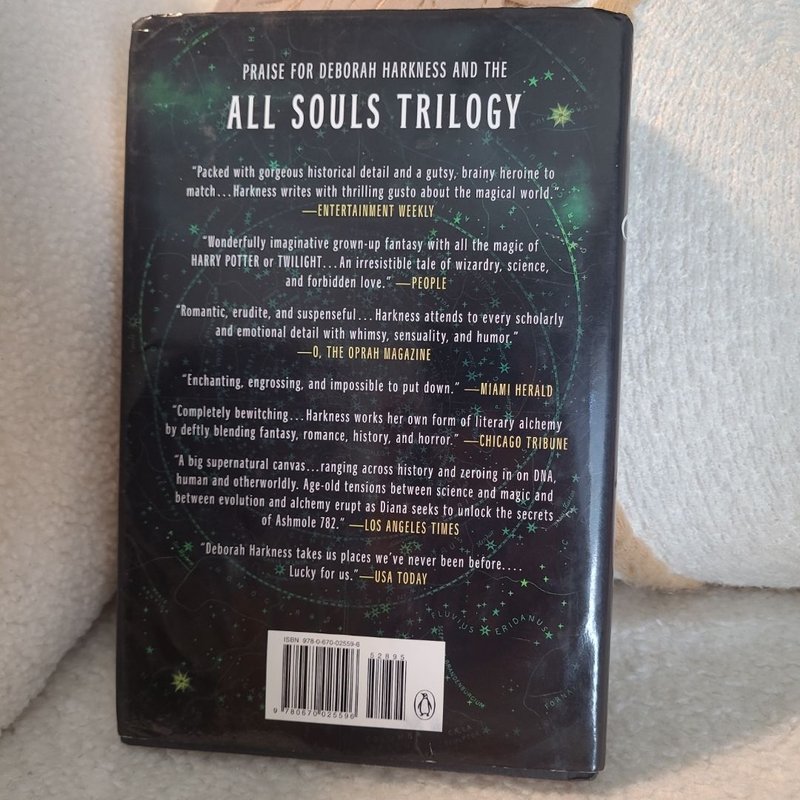 PRAISE FOR DEBORAH HARKNESS AND THE
ALL SOULS TRILOGY
“Packed with gorgeous historical detail and a gutsy, brainy heroine to
match...Harkness writes with thrilling gusto about the magical world.”
—ENTERTAINMENT WEEKLY
“Wonderfully imaginative grown-up fantasy with all the magic of
HARRY POTTER or TWILIGHT...An irresistible tale of wizardry, science,
and forbidden love.” —PEOPLE
“Romantic, erudite, and suspenseful...Harkness attends to every scholarly
and emotional detail with whimsy, sensuality, and humor.”
—O, THE OPRAH MAGAZINE
“Enchanting, engrossing, and impossible to put down.” —MIAMI HERALD
“Completely bewitching...Harkness works her own form of literary alchemy
by deftly blending fantasy, romance, history, and horror.” —CHICAGO TRIBUNE
“A big supernatural canvas...ranging across history and zeroing in on DNA,
human and otherworldly. Age-old tensions between science and magic and
between evolution and alchemy erupt as Diana seeks to unlock the secrets
of Ashmole 782.” —LOS ANGELES TIMES
“Deborah Harkness takes us places we’ve never been before....
Lucky for us.”—USA TODAY
FLUVIUS ERIDANUS
BRANDENBURGIUM
FORNAX
ISBN 978-0-670-02559-6
52895
9 780670 025596